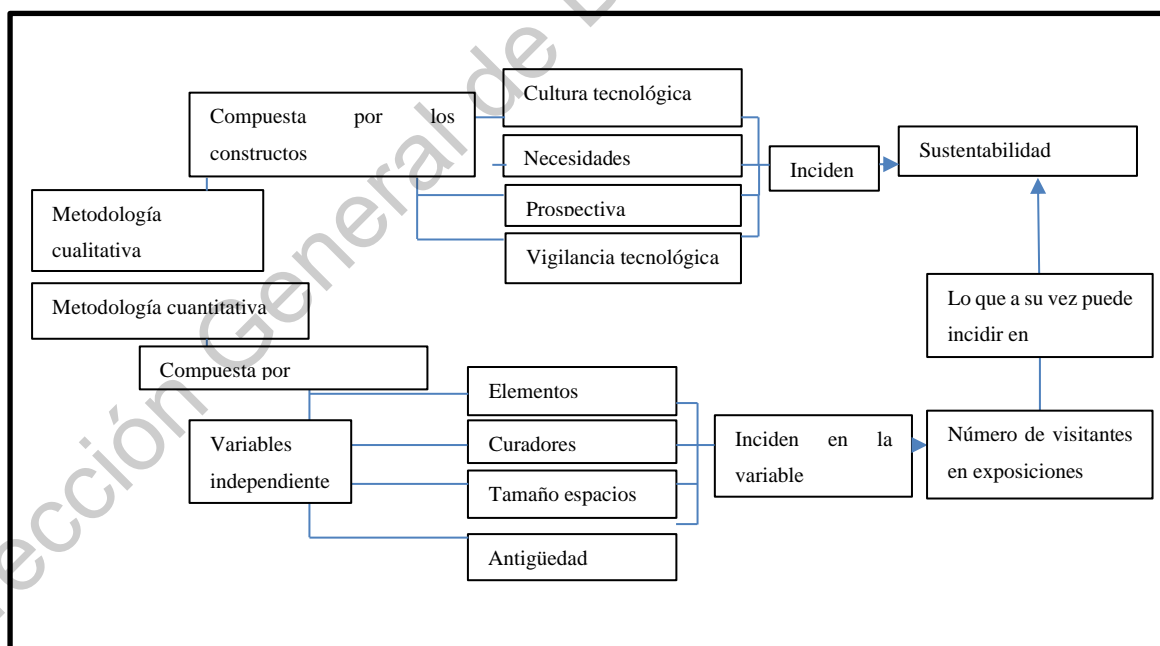 Cultura tecnológica
Compuesta por los
constructos
Necesidades
Inciden
Sustentabilidad
Prospectiva
Metodología
cualitativa
Vigilancia tecnológica
Metodología cuantitativa
Lo que a su vez puede
incidir en
Compuesta por
Elementos
Variables
independiente
Curadores
Inciden en la
variable
Número de visitantes
en exposiciones
Tamaño espacios
Antigüedad
ección General de